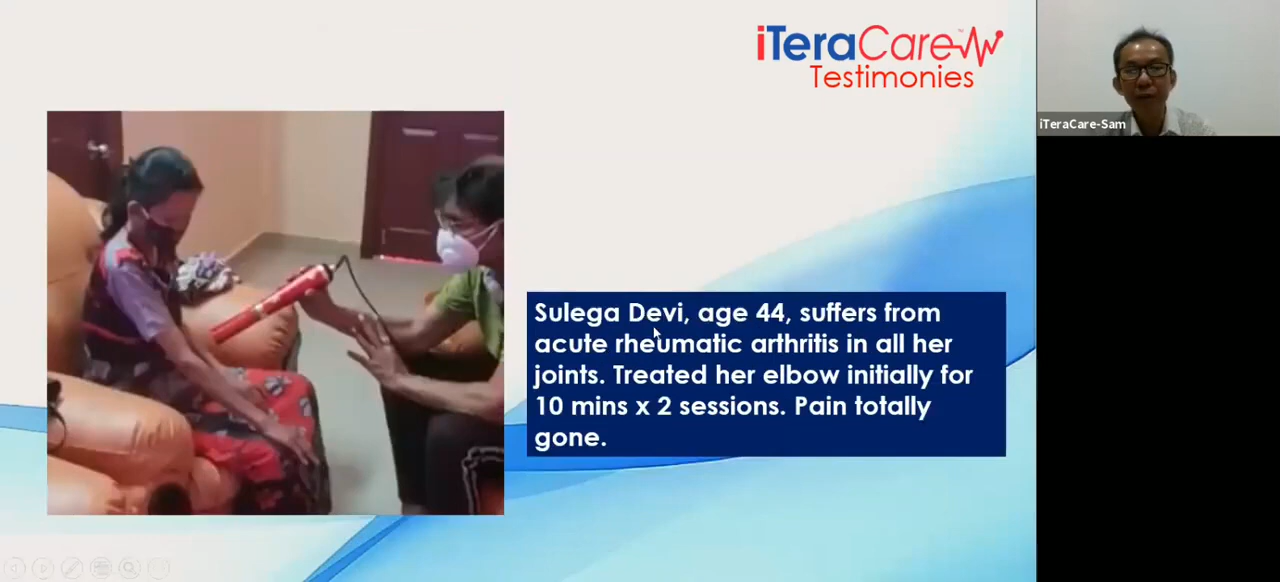 iTeraCare
Testimonies
iTeraCare-Sam
Sulega Devi, age 44, suffers from
acute rheumatic arthritis in all her
joints. Treated her elbow initially for
10 mins x 2 sessions. Pain totally
gone.